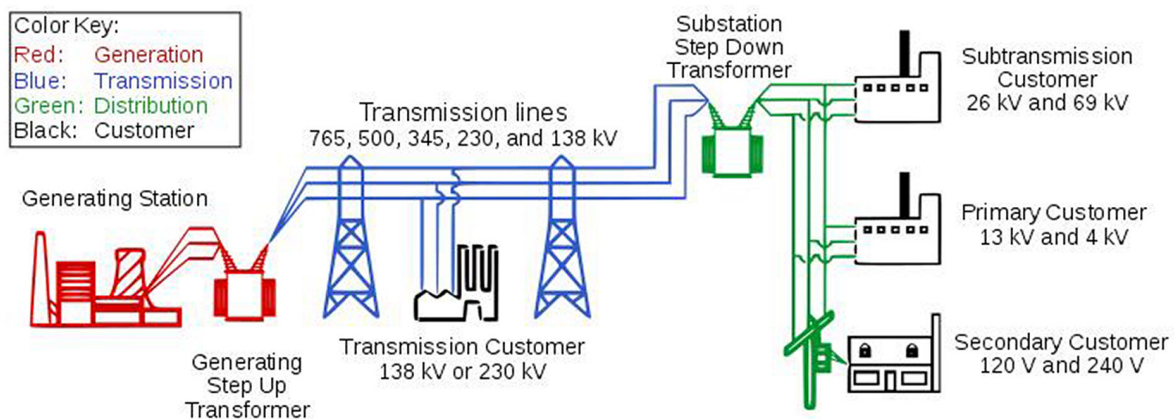 Color Key:
Red: Generation
Blue: Transmission
Green: Distribution
Black: Customer
Generating Station
Generating
Step Up
Transformer
Transmission lines
765, 500, 345, 230, and 138 kV
Transmission Customer
138 kV or 230 kV
Substation
Step Down
Transformer
Subtransmission
Customer
26 kV and 69 kV
Primary Customer
13 kV and 4 kV
Secondary Customer
120 V and 240 V